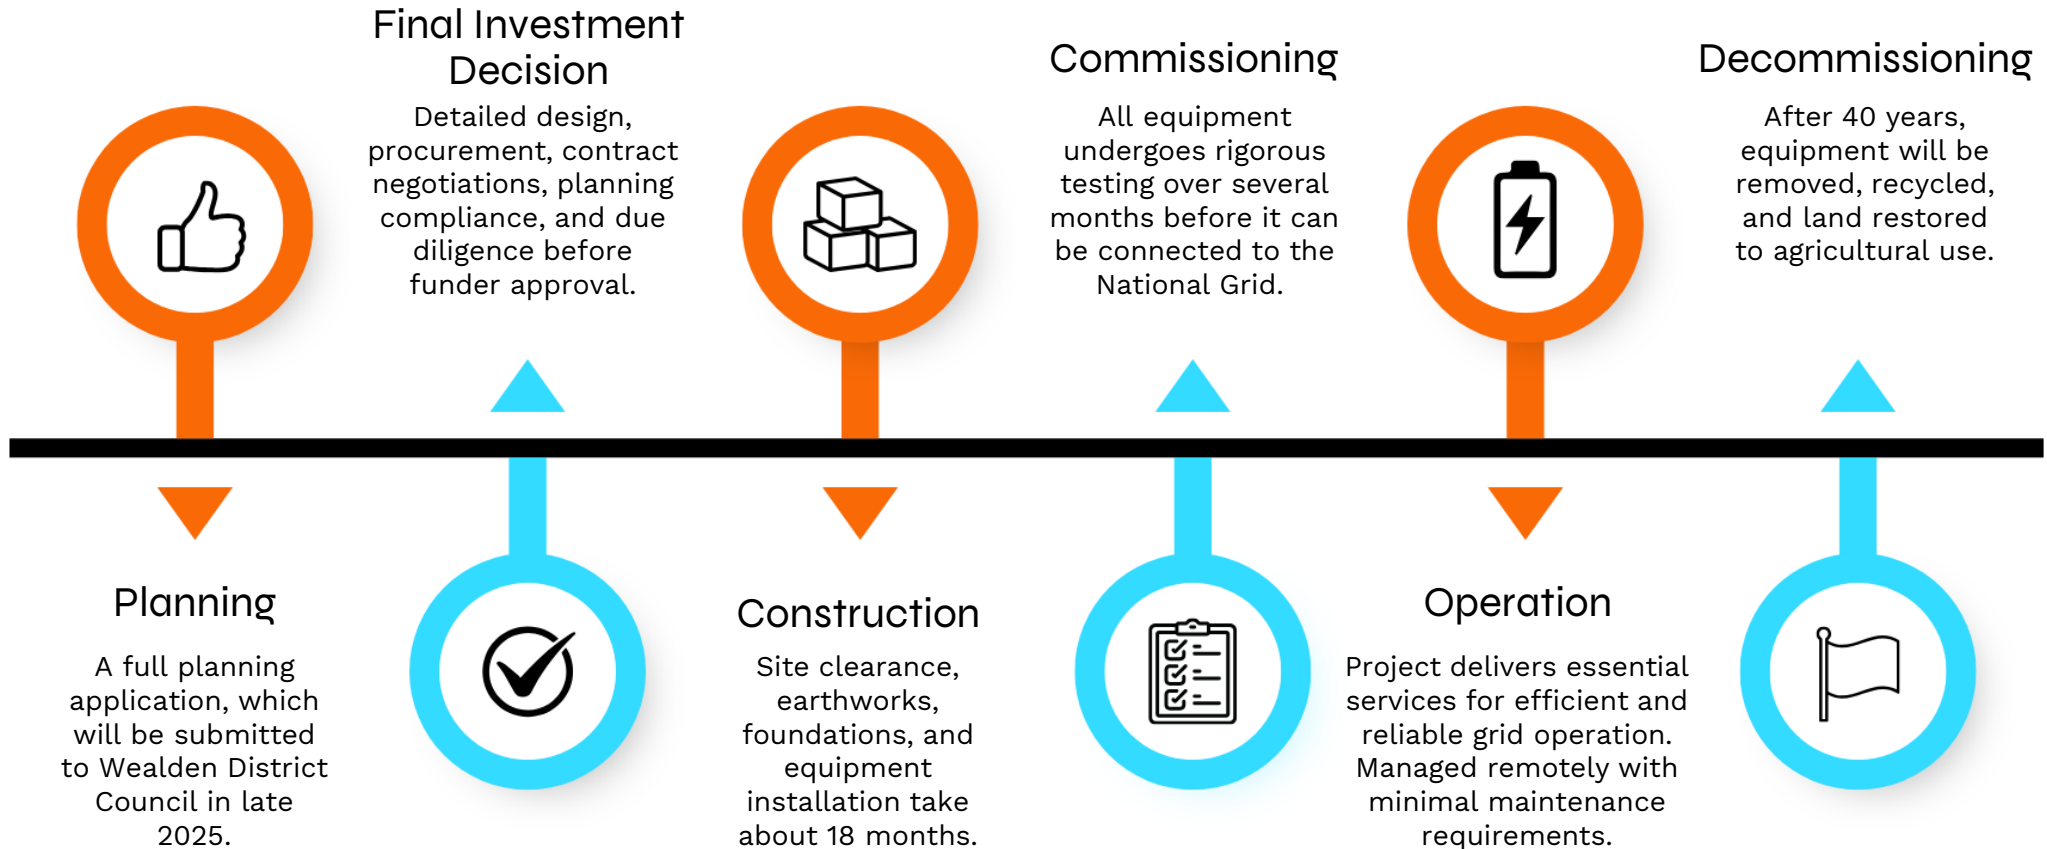 Planning
A full planning
application, which
will be submitted
to Wealden District
Council in late
2025.
Final Investment
Decision
Detailed design,
procurement, contract
negotiations, planning
compliance, and due
diligence before
funder approval.
Construction
Site clearance,
earthworks,
foundations, and
equipment
installation take
about 18 months.
Commissioning
All equipment
undergoes rigorous
testing over several
months before it can
be connected to the
National Grid.
Operation
Project delivers essential
services for efficient and
reliable grid operation.
Managed remotely with
minimal maintenance
requirements.
Decommissioning
After 40 years,
equipment will be
removed, recycled,
and land restored
to agricultural use.